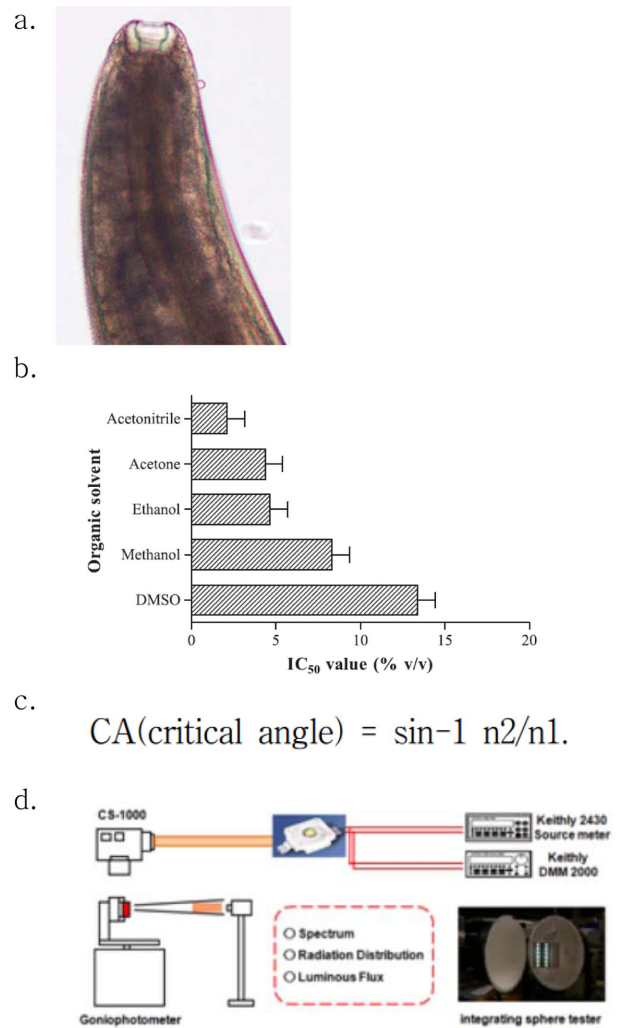 a.
b.
Organic solvent
Acetonitrile
Acetone
Ethanol
Methanol
DMSO
0 5 10 15 20
IC50 value (% v/v)
c.
CA(critical angle) = sin-1 n2/n1.
d.
CS-1000
Keithly 2430
Source meter
Keithly
DMM 2000
Spectrum
Radiation Distribution
Luminous Flux
Goniophotometer
integrating sphere tester